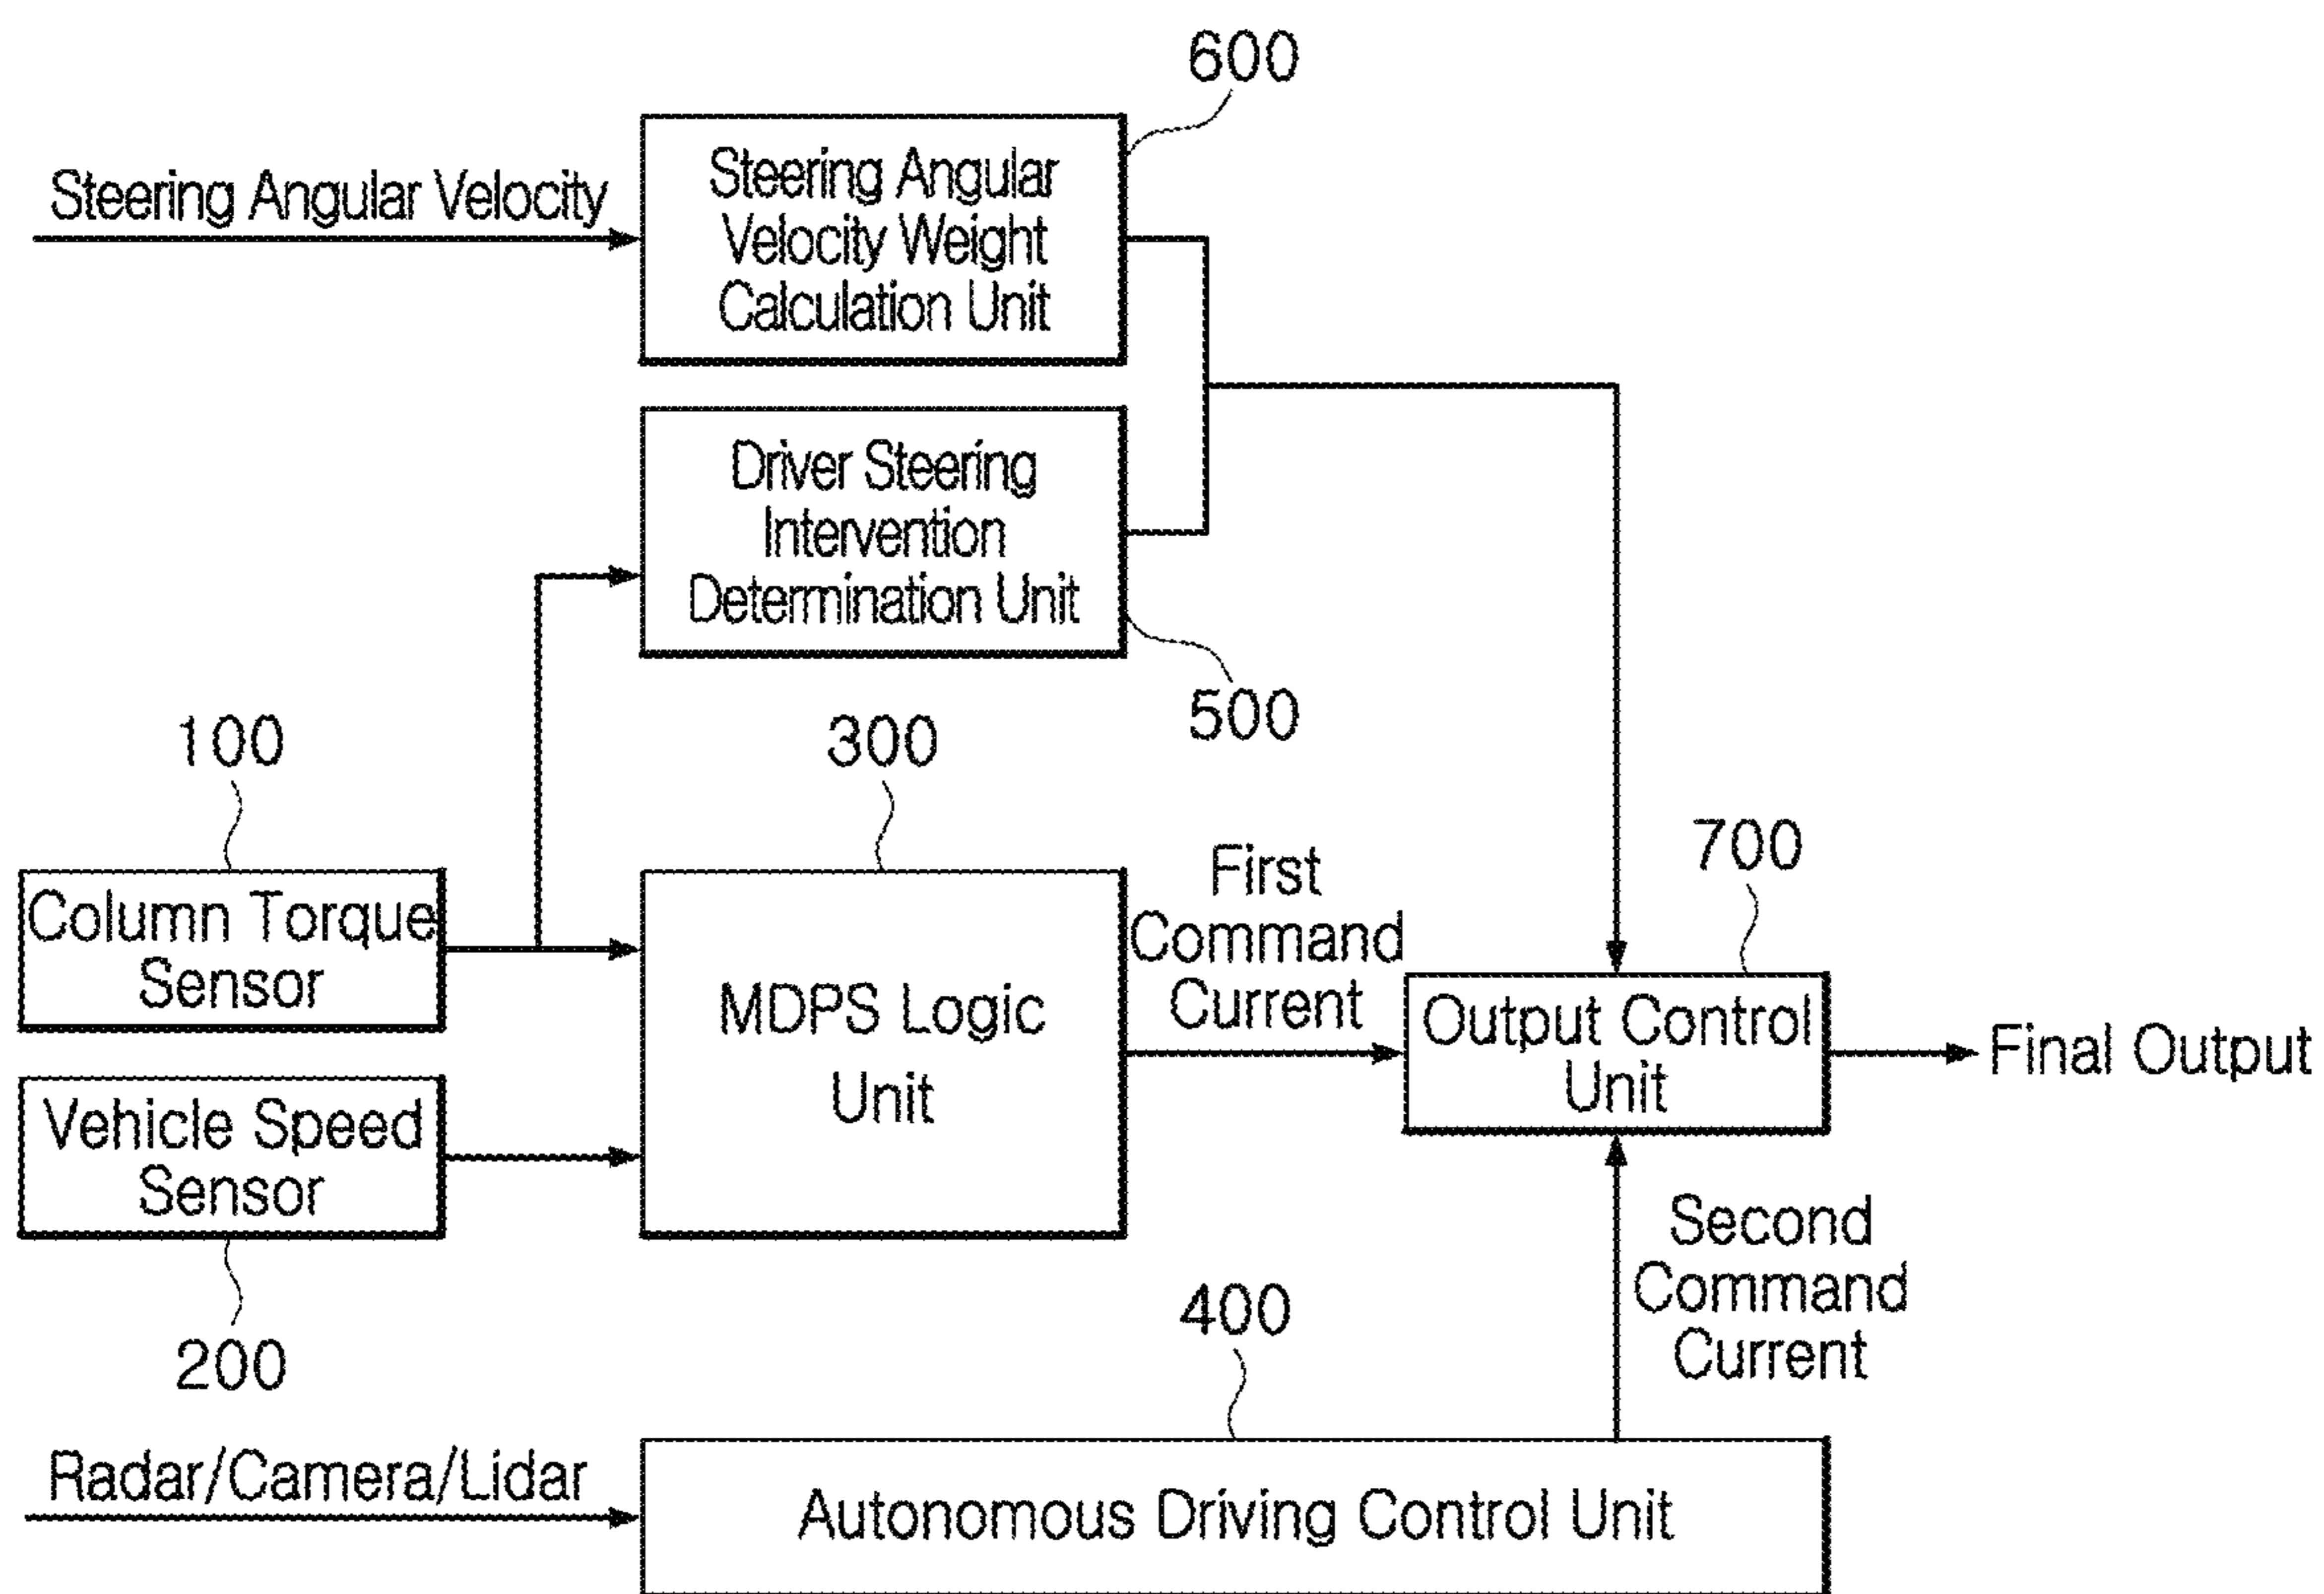 600
Steering Angular Velocity
Steering Angular
Velocity Weight
Calculation Unit
Driver Steering
Intervention
Determination Unit
500
100
300
Column Torque
Sensor
MDPS Logic
Unit
First
Command
Current
700
Output Control
Unit
Final Output
Vehicle Speed
Sensor
200
Second
Command
Current
400
Radar/Camera/Lidar
Autonomous Driving Control Unit